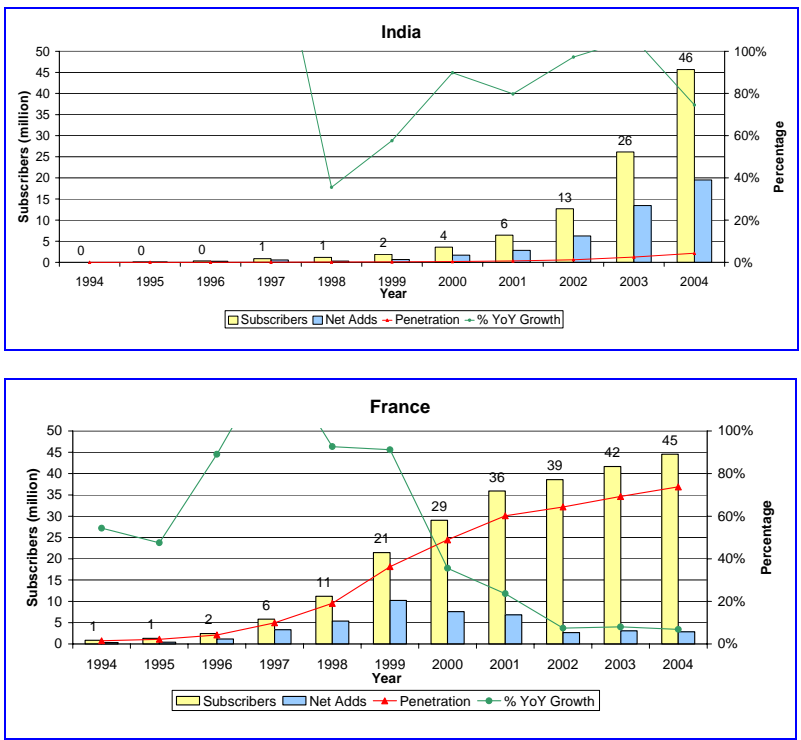 India
50 100%
45
40 80%
35
30 60%
25
20 40%
15
10 20%
5
0 0%
Subscribers (million)
Percentage
0 0 0 1 1 2 4 6 13 26 46
1994 1995 1996 1997 1998 1999 2000 2001 2002 2003 2004
Year
Subscribers Net Adds Penetration % YoY Growth
France
50 100%
45
40 80%
35
30 60%
25
20 40%
15
10 20%
5
0 0%
Subscribers (million)
Percentage
1 1 2 6 11 21 29 36 39 42 45
1994 1995 1996 1997 1998 1999 2000 2001 2002 2003 2004
Year
Subscribers Net Adds Penetration % YoY Growth